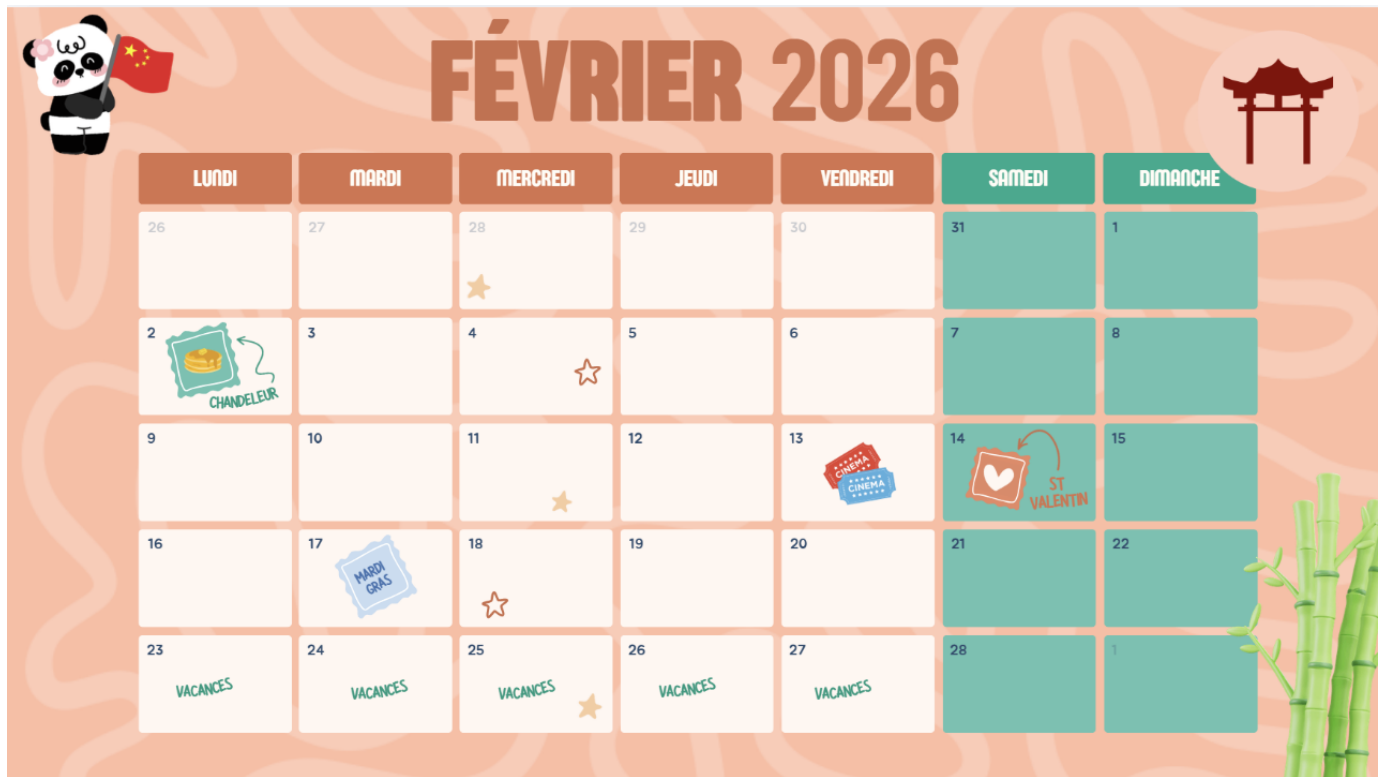 FÉVRIER 2026
LUNDI MARDI MERCREDI JEUDI VENDREDI SAMEDI DIMANCHE
26 27 28 29 30 31 1
2 3 4 5 6 7 8
CHANDELEUR
9 10 11 12 13 14 15
CINEMA
CINEMA
ST
VALENTIN
16 17 18 19 20 21 22
MARDI
GRAS
23 24 25 26 27 28 1
VACANCES VACANCES VACANCES VACANCES VACANCES